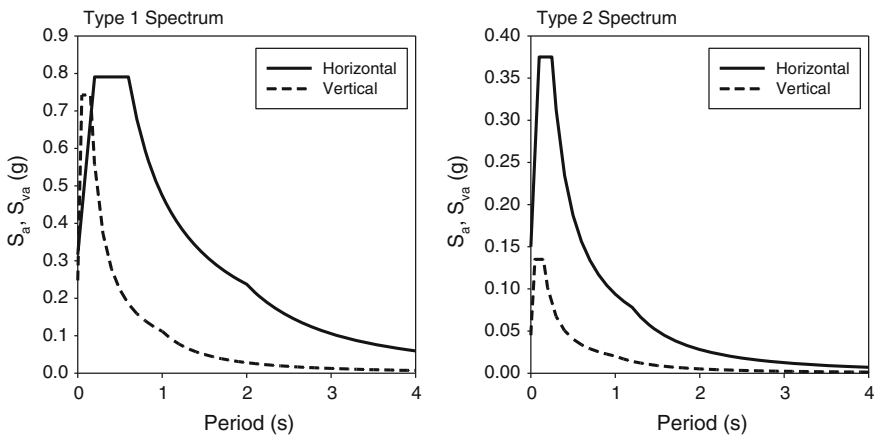 Type 1 Spectrum
0.9
0.8
0.7
0.6
0.5
0.4
0.3
0.2
0.1
0.0
Sa, Sva (g)
Horizontal
Vertical
0 1 2 3 4
Period (s)
Type 2 Spectrum
0.40
0.35
0.30
0.25
0.20
0.15
0.10
0.05
0.00
Sa, Sva (g)
Horizontal
Vertical
0 1 2 3 4
Period (s)